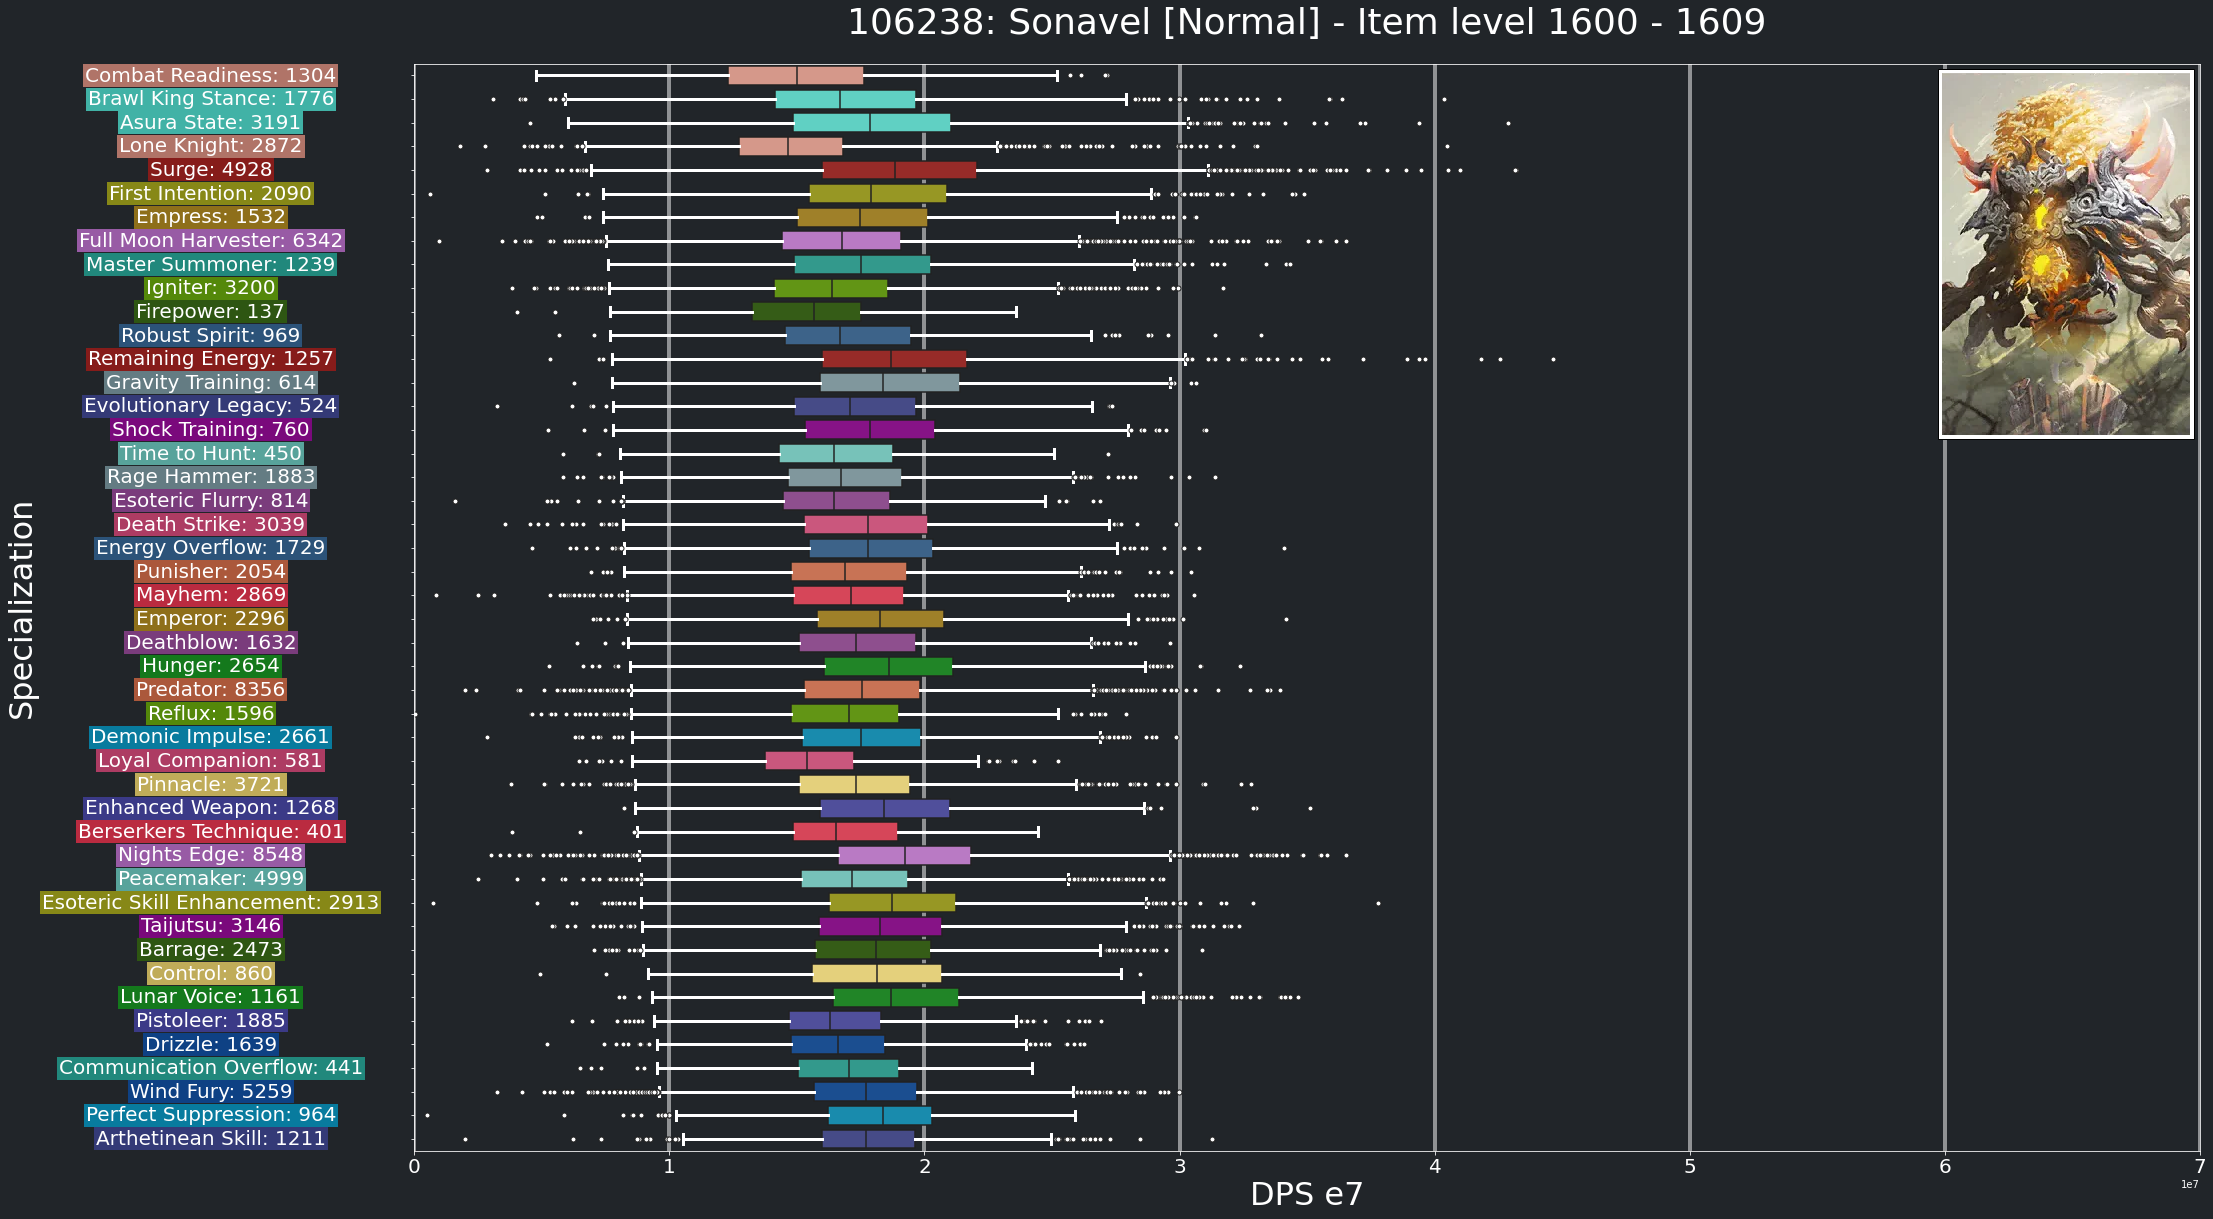 106238: Sonavel [Normal] - Item level 1600 - 1609
Combat Readiness: 1304
Brawl King Stance: 1776
Asura State: 3191
Lone Knight: 2872
Surge: 4928
First Intention: 2090
Empress: 1532
Full Moon Harvester: 6342
Master Summoner: 1239
Igniter: 3200
Firepower: 137
Robust Spirit: 969
Remaining Energy: 1257
Gravity Training: 614
Evolutionary Legacy: 524
Shock Training: 760
Time to Hunt: 450
Rage Hammer: 1883
Esoteric Flurry: 814
Death Strike: 3039
Energy Overflow: 1729
Punisher: 2054
Mayhem: 2869
Emperor: 2296
Deathblow: 1632
Hunger: 2654
Predator: 8356
Reflux: 1596
Demonic Impulse: 2661
Loyal Companion: 581
Pinnacle: 3721
Enhanced Weapon: 1268
Berserkers Technique: 401
Nights Edge: 8548
Peacemaker: 4999
Esoteric Skill Enhancement: 2913
Taijutsu: 3146
Barrage: 2473
Control: 860
Lunar Voice: 1161
Pistoleer: 1885
Drizzle: 1639
Communication Overflow: 441
Wind Fury: 5259
Perfect Suppression: 964
Arthetinean Skill: 1211
Specialization
0 1 2 3 4 5 6 7
1e7
DPS e7